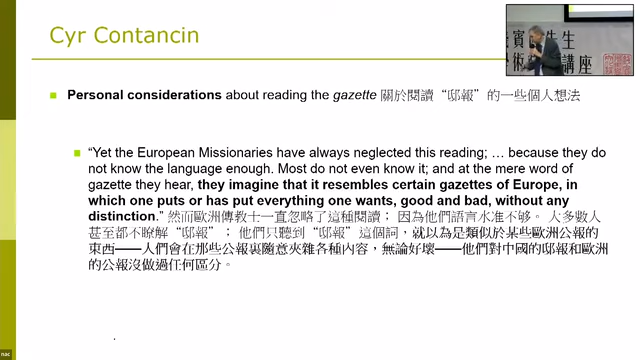 Cyr Contancin
Personal considerations about reading the gazette 關於閱讀“邸報”的一些個人想法
“Yet the European Missionaries have always neglected this reading; … because they do
not know the language enough. Most do not even know it; and at the mere word of
gazette they hear, they imagine that it resembles certain gazettes of Europe, in
which one puts or has put everything one wants, good and bad, without any
distinction.” 然而歐洲傳教士一直忽略了這種閱讀；因為他們語言水准不够。大多數人
甚至都不瞭解“邸報”；他們只聽到“邸報”這個詞，就以為是類似於某些歐洲公報的
東西——人們會在那些公報裏隨意夾雜各種內容，無論好壞——他們對中國的邸報和歐洲
的公報沒做過任何區分。
賓 先生
術 講座
nac